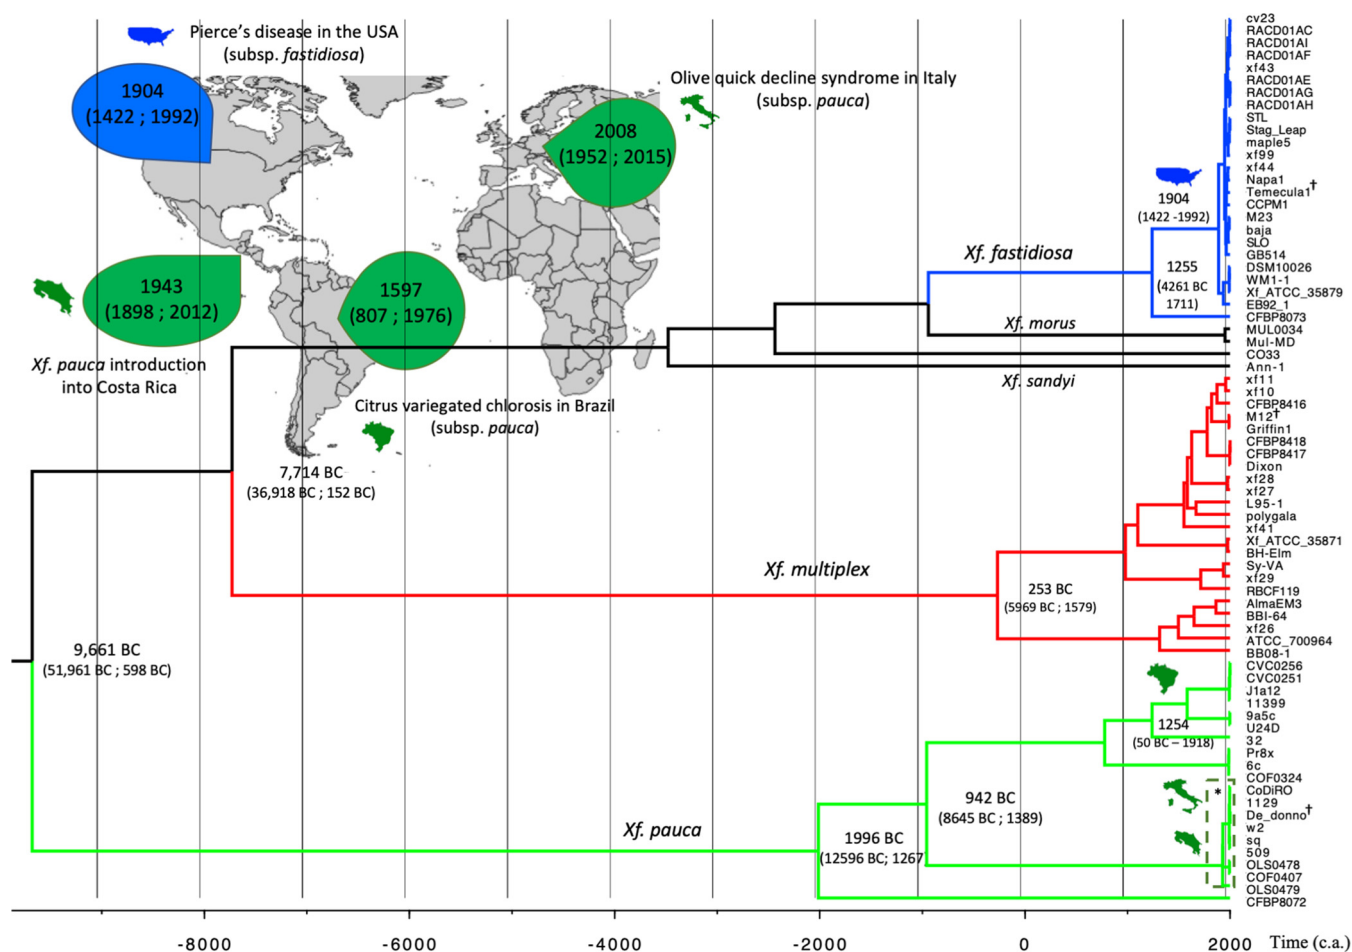 Pierce's disease in the USA
(subsp. fastidiosa)
1904
(1422 ; 1992)
Olive quick decline syndrome in Italy
(subsp. pauca)
2008
(1952 ; 2015)
1943
(1898 ; 2012)
1597
(807 ; 1976)
Xf. pauca introduction
into Costa Rica
Citrus variegated chlorosis in Brazil
(subsp. pauca)
1904
(1422 -1992)
Xf. fastidiosa
1255
(4261 BC
1711)
Xf. morus
Xf. sandyi
7,714 BC
(36,918 BC ; 152 BC)
Xf. multiplex
253 BC
(5969 BC ; 1579)
9,661 BC
(51,961 BC ; 598 BC)
1254
(50 BC – 1918)
942 BC
(8645 BC ; 1389)
Xf. pauca
1996 BC
(12596 BC; 1267
*
cv23
RACD01AC
RACD01AI
RACD01AF
xf43
RACD01AE
RACD01AG
RACD01AH
STL
Stag_Leap
maple5
xf99
xf44
Napa1
Temecula1†
CCPM1
M23
baja
SLO
GB514
DSM10026
WM1-1
Xf_ATCC_35879
EB92_1
CFBP8073
MUL0034
Mul-MD
CO33
Ann-1
xf11
xf10
CFBP8416
M12†
Griffin1
CFBP8418
CFBP8417
Dixon
xf28
xf27
L95-1
polygala
xf41
Xf_ATCC_35871
BH-Elm
Sy-VA
xf29
RBCF119
AlmaEM3
BBI-64
xf26
ATCC_700964
BB08-1
CVC0256
CVC0251
J1a12
11399
9a5c
U24D
32
Pr8x
6c
COF0324
CoDiRO
1129
De_donno†
w2
sq
509
OLS0478
COF0407
OLS0479
CFBP8072
-8000 -6000 -4000 -2000 0 2000 Time (c.a.)